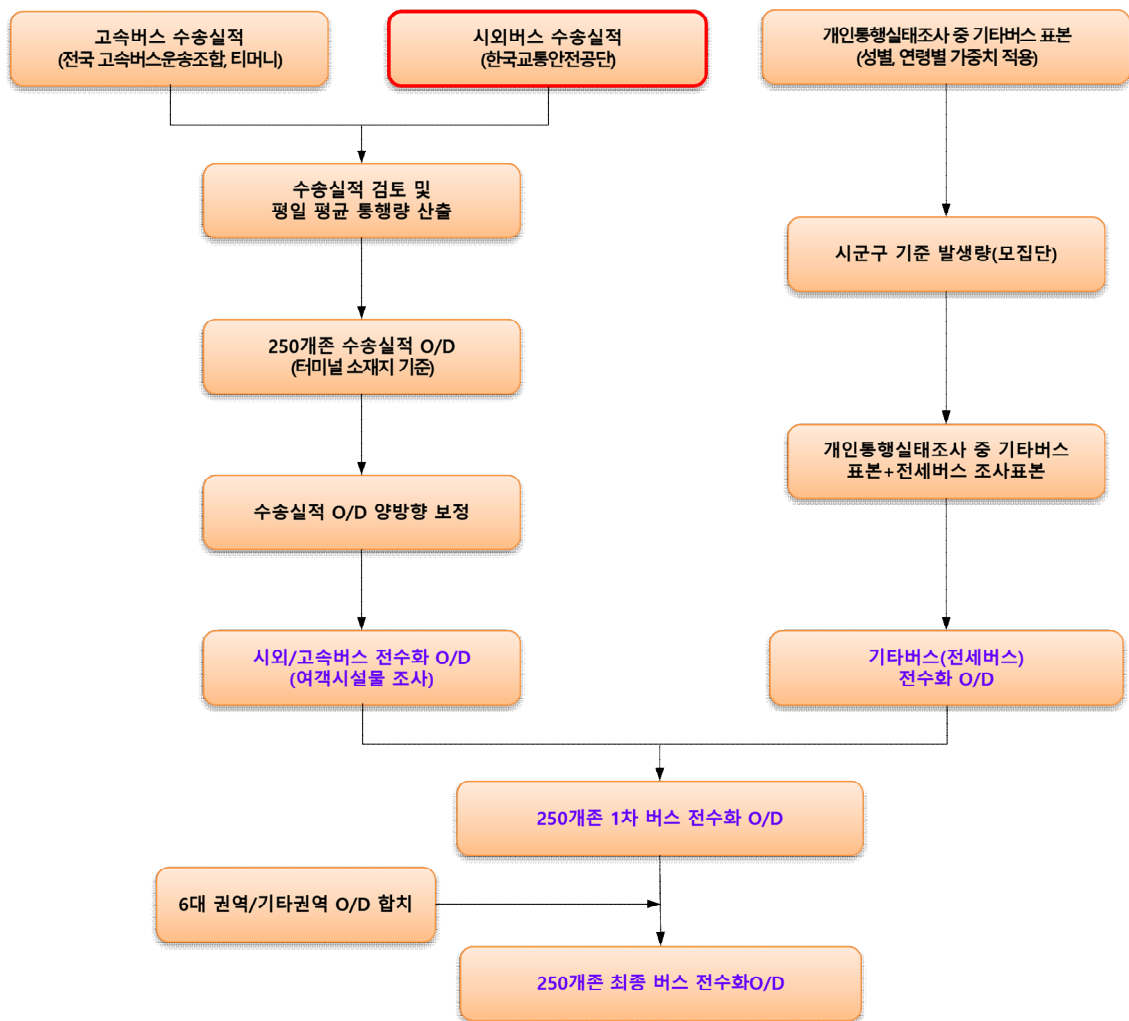 고속버스 수송실적
(전국 고속버스운송조합, 티머니)
시외버스 수송실적
(한국교통안전공단)
개인통행실태조사 중 기타버스 표본
(성별, 연령별 가중치 적용)
수송실적 검토 및
평일 평균 통행량 산출
시군구 기준 발생량(모집단)
250개존 수송실적 O/D
(터미널 소재지 기준)
개인통행실태조사 중 기타버스
표본+전세버스 조사표본
수송실적 O/D 양방향 보정
시외/고속버스 전수화 O/D
(여객시설물 조사)
기타버스(전세버스)
전수화 O/D
250개존 1차 버스 전수화 O/D
6대 권역/기타권역 O/D 합치
250개존 최종 버스 전수화O/D